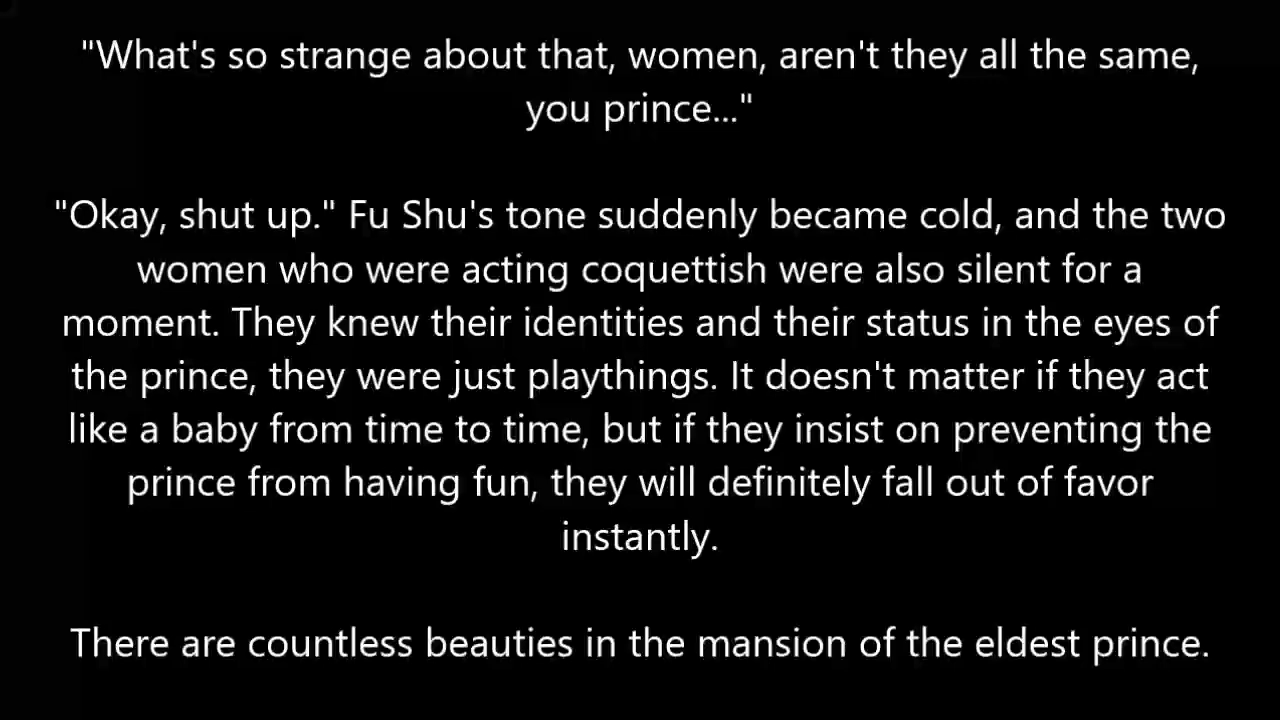 "What's so strange about that, women, aren't they all the same,
you prince..."
"Okay, shut up." Fu Shu's tone suddenly became cold, and the two
women who were acting coquettish were also silent for a
moment. They knew their identities and their status in the eyes of
the prince, they were just playthings. It doesn't matter if they act
like a baby from time to time, but if they insist on preventing the
prince from having fun, they will definitely fall out of favor
instantly.
There are countless beauties in the mansion of the eldest prince.